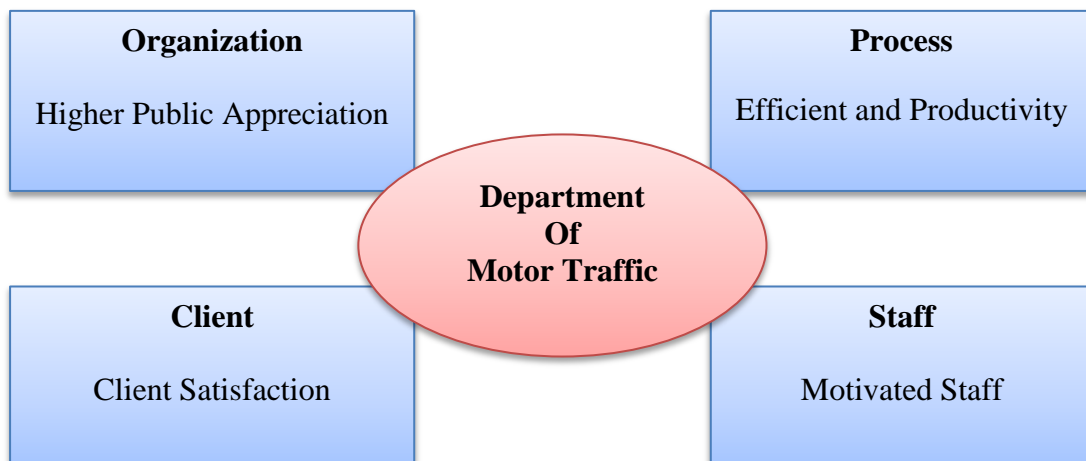 Organization
Higher Public Appreciation
Process
Efficient and Productivity
Department
Of
Motor Traffic
Client
Client Satisfaction
Staff
Motivated Staff